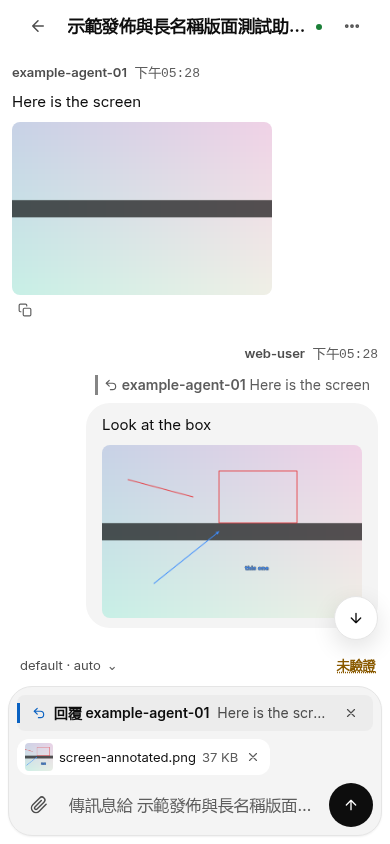 示範發佈與長名稱版面測試助...
example-agent-01 下午05:28
Here is the screen
web-user 下午05:28
example-agent-01 Here is the screen
Look at the box
this one
default · auto
未驗證
回覆 example-agent-01 Here is the scr...
screen-annotated.png 37 KB
傳訊息給 示範發佈與長名稱版面...